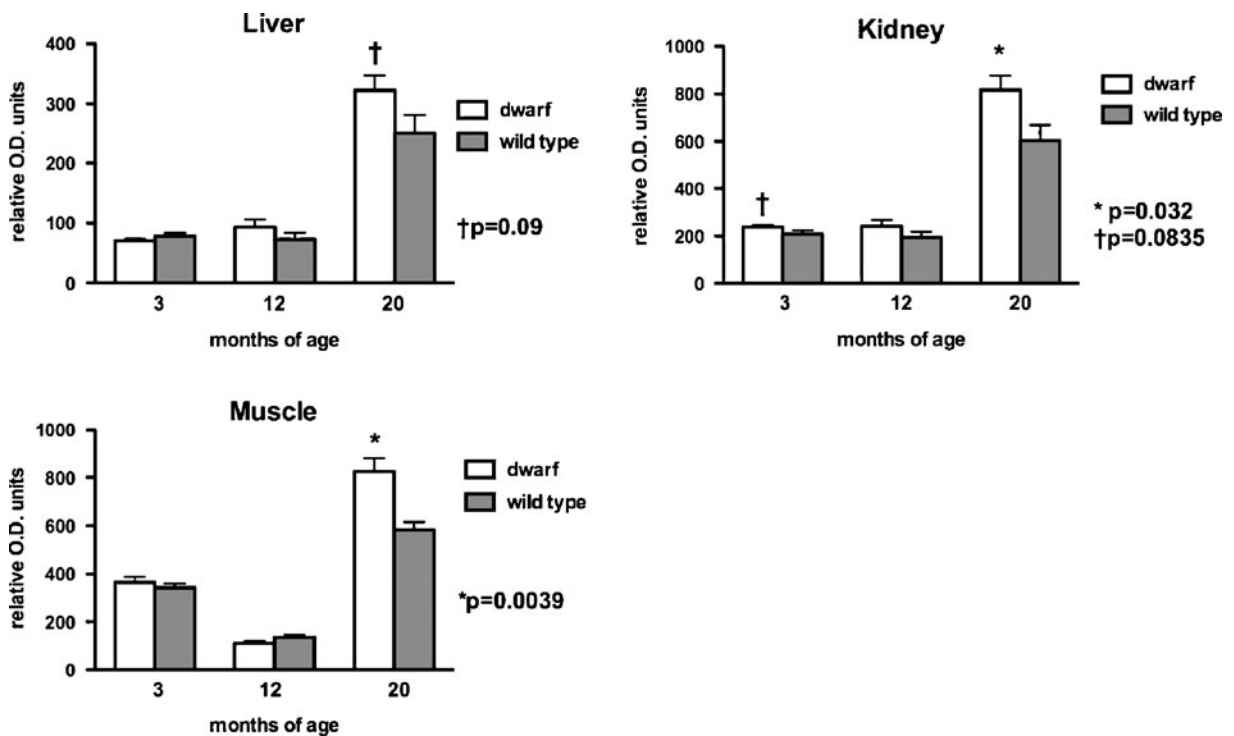 Liver
relative O.D. units
400
300
200
100
0
†
3 12 20
months of age
dwarf
wild type
†p=0.09
Kidney
relative O.D. units
1000
800
600
400
200
0
†
*
3 12 20
months of age
dwarf
wild type
* p=0.032
†p=0.0835
Muscle
relative O.D. units
1000
800
600
400
200
0
*
3 12 20
months of age
dwarf
wild type
*p=0.0039